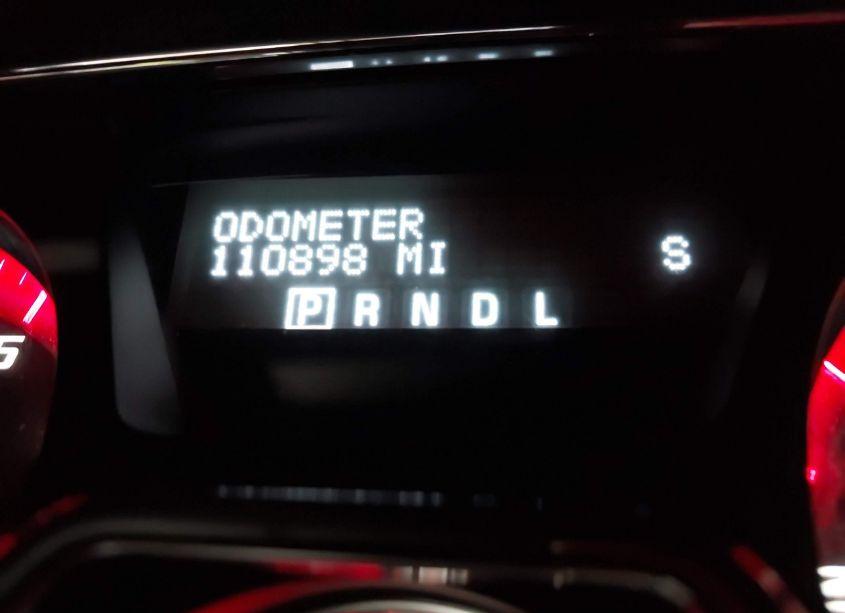 ODOMETER
110898 MI
S
P R N D L